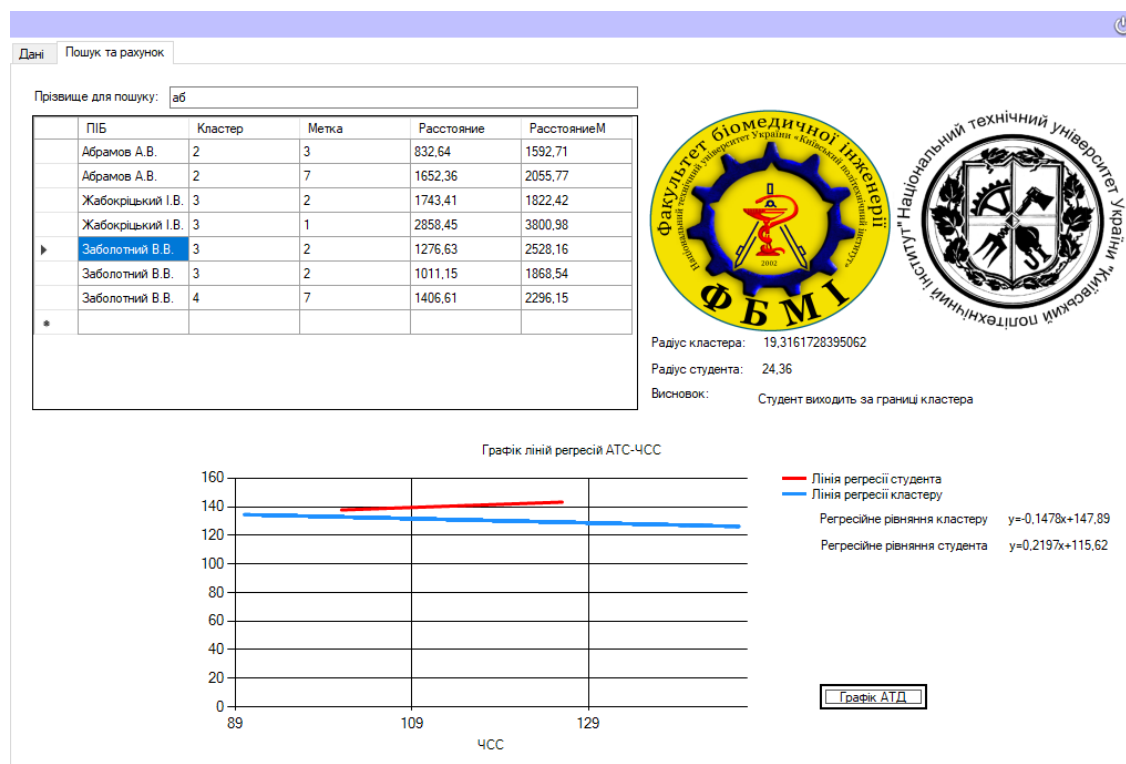 Дані Пошук та рахунок
Прізвище для пошуку: аб
ПІБ Кластер Метка Расстояние РасстояниеМ
Абрамов А.В. 2 3 832,64 1592,71
Абрамов А.В. 2 7 1652,36 2055,77
Жабокріцький І.В. 3 2 1743,41 1822,42
Жабокріцький І.В. 3 1 2858,45 3800,98
Заболотний В.В. 3 2 1276,63 2528,16
Заболотний В.В. 3 2 1011,15 1868,54
Заболотний В.В. 4 7 1406,61 2296,15
Факультет біомедичної інженерії
Національний технічний університет України «Київський політехнічний інститут»
2002
ФБМІ
Національний технічний університет України "Київський політехнічний інститут"
Радіус кластера: 19,3161728395062
Радіус студента: 24,36
Висновок: Студент виходить за границі кластера
Графік ліній регресій АТС-ЧСС
160
140
120
100
80
60
40
20
0
89 109 129
ЧСС
Лінія регресії студента
Лінія регресії кластеру
Регресійне рівняння кластеру y=-0,1478x+147,89
Регресійне рівняння студента y=0,2197x+115,62
Графік АТД